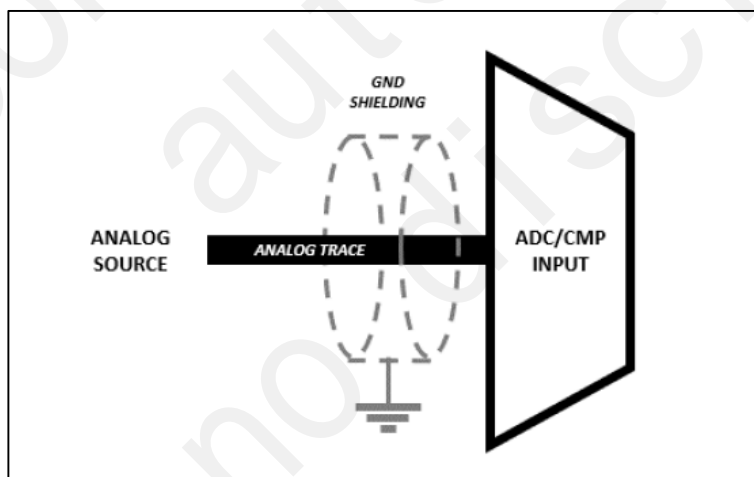 GND
SHIELDING
ANALOG
SOURCE
ANALOG TRACE
ADC/CMP
INPUT